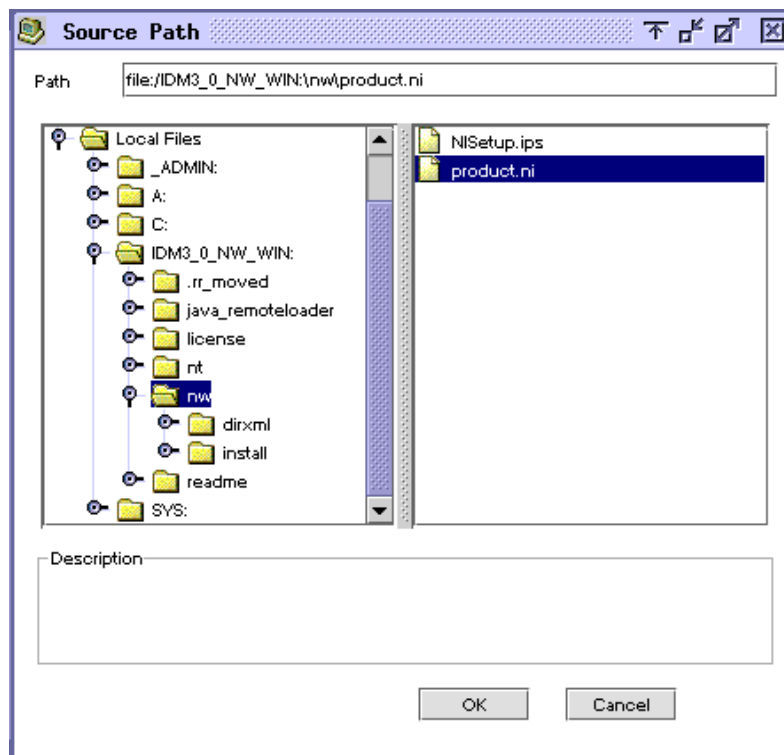 Source Path
Path
file:/IDM3_0_NW_WIN:\nw\product.ni
Local Files
_ADMIN:
A:
C:
IDM3_0_NW_WIN:
.rr_moved
java_remoteloader
license
nt
nw
dirxml
install
readme
SYS:
NISetup.ips
product.ni
Description
OK
Cancel